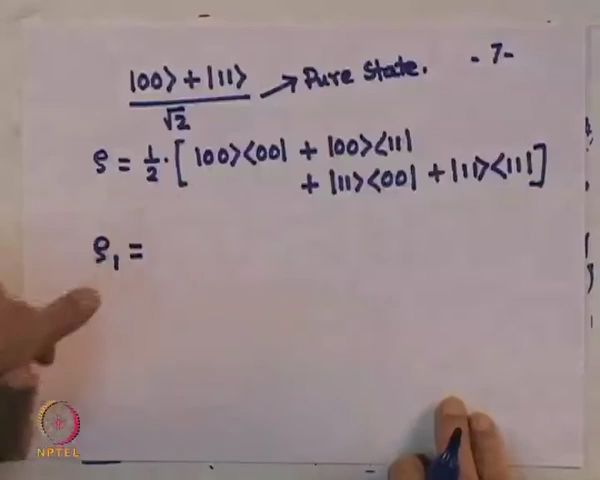 |00> + |11> → Pure State. - 7 -
√2
ρ = 1/2 · [ |00><00| + |00><11|
+ |11><00| + |11><11| ]
ρ₁ =
NPTEL